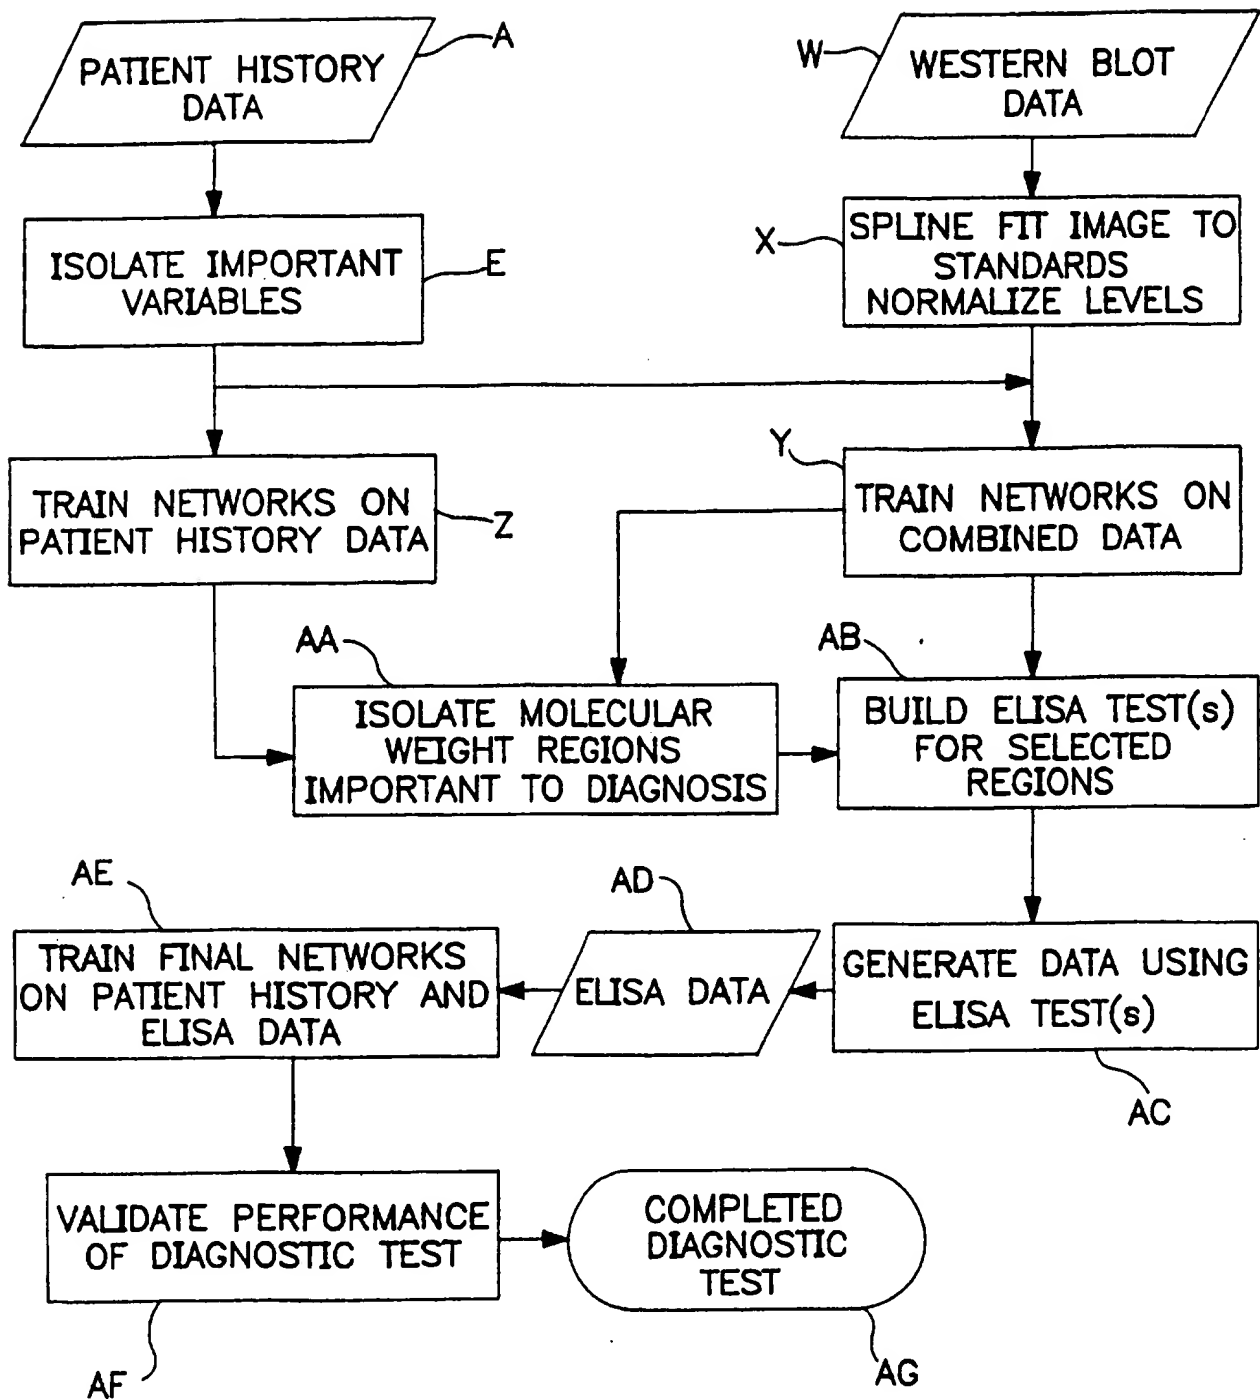 A
PATIENT HISTORY
DATA
W
WESTERN BLOT
DATA
E
ISOLATE IMPORTANT
VARIABLES
X
SPLINE FIT IMAGE TO
STANDARDS
NORMALIZE LEVELS
Z
TRAIN NETWORKS ON
PATIENT HISTORY DATA
Y
TRAIN NETWORKS ON
COMBINED DATA
AA
ISOLATE MOLECULAR
WEIGHT REGIONS
IMPORTANT TO DIAGNOSIS
AB
BUILD ELISA TEST(s)
FOR SELECTED
REGIONS
AE
TRAIN FINAL NETWORKS
ON PATIENT HISTORY AND
ELISA DATA
AD
ELISA DATA
GENERATE DATA USING
ELISA TEST(s)
AC
VALIDATE PERFORMANCE
OF DIAGNOSTIC TEST
AF
COMPLETED
DIAGNOSTIC
TEST
AG